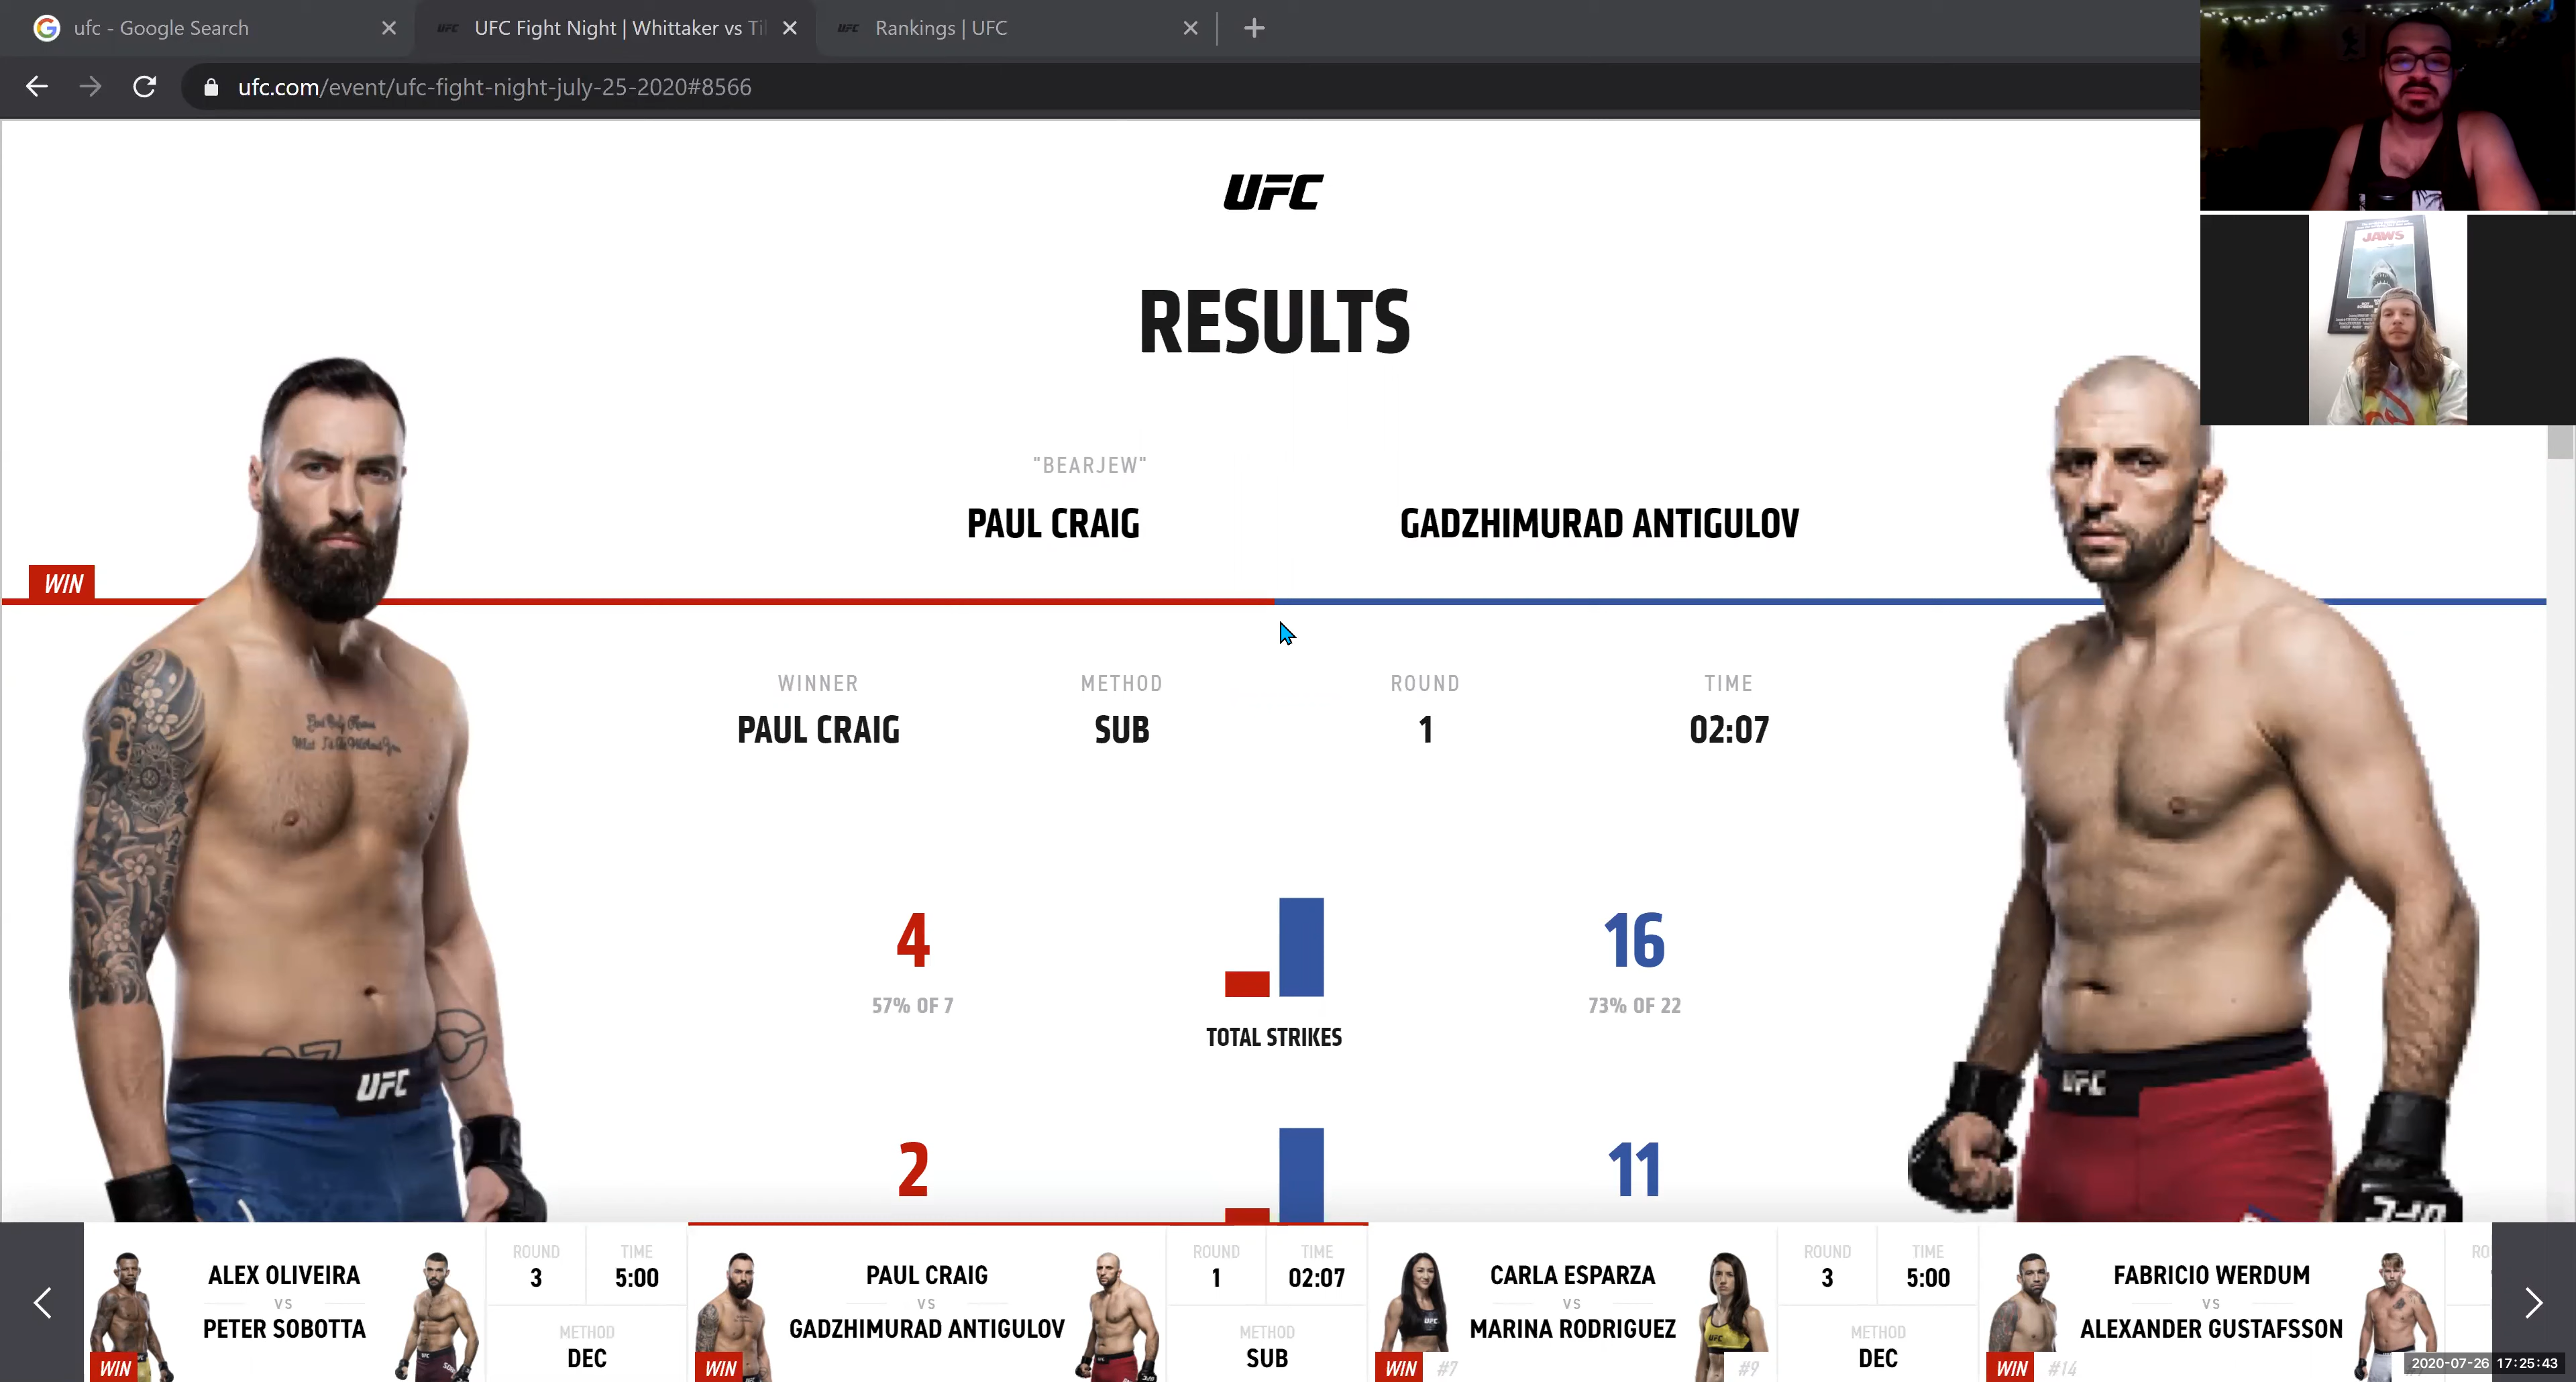 ufc - Google Search
UFC Fight Night | Whittaker vs Til
Rankings | UFC
ufc.com/event/ufc-fight-night-july-25-2020#8566
JAWS
UFC
RESULTS
"BEARJEW"
PAUL CRAIG
GADZHIMURAD ANTIGULOV
WIN
WINNER
METHOD
ROUND
TIME
PAUL CRAIG
SUB
1
02:07
4
16
57% OF 7
73% OF 22
TOTAL STRIKES
2
11
UFC
UFC
ALEX OLIVEIRA
VS
PETER SOBOTTA
WIN
ROUND
3
TIME
5:00
METHOD
DEC
PAUL CRAIG
VS
GADZHIMURAD ANTIGULOV
WIN
ROUND
1
TIME
02:07
METHOD
SUB
CARLA ESPARZA
VS
MARINA RODRIGUEZ
WIN
#7
#9
ROUND
3
TIME
5:00
METHOD
DEC
FABRICIO WERDUM
VS
ALEXANDER GUSTAFSSON
WIN
#14
RO
2020-07-26 17:25:43